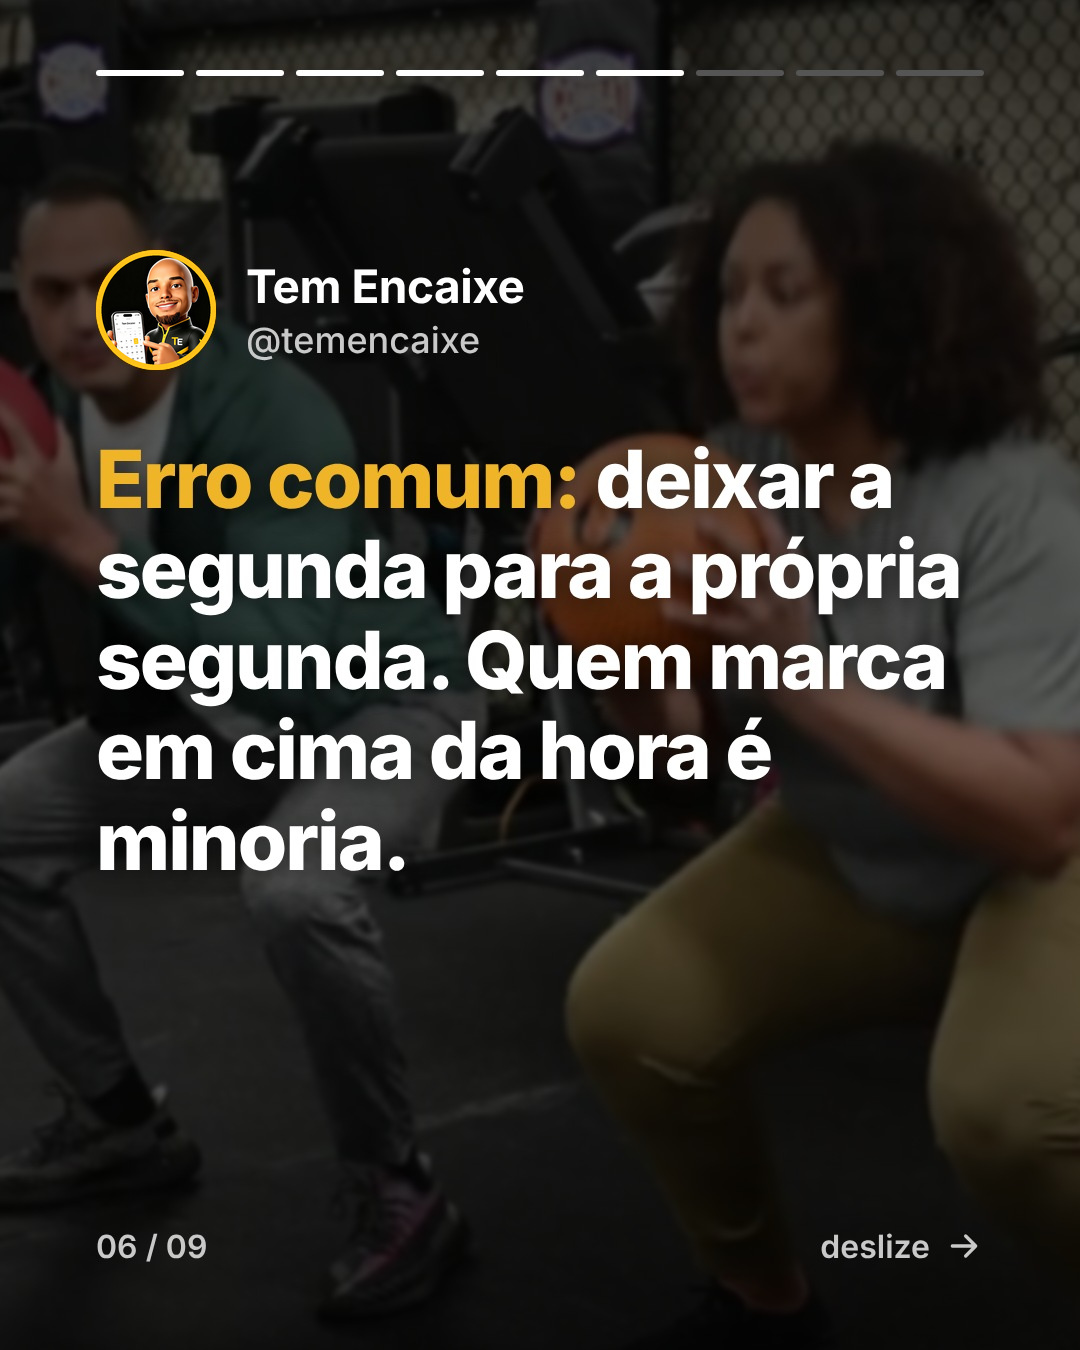 Tem Encaixe
@temencaixe
Erro comum: deixar a
segunda para a própria
segunda. Quem marca
em cima da hora é
minoria.
06 / 09
deslize →